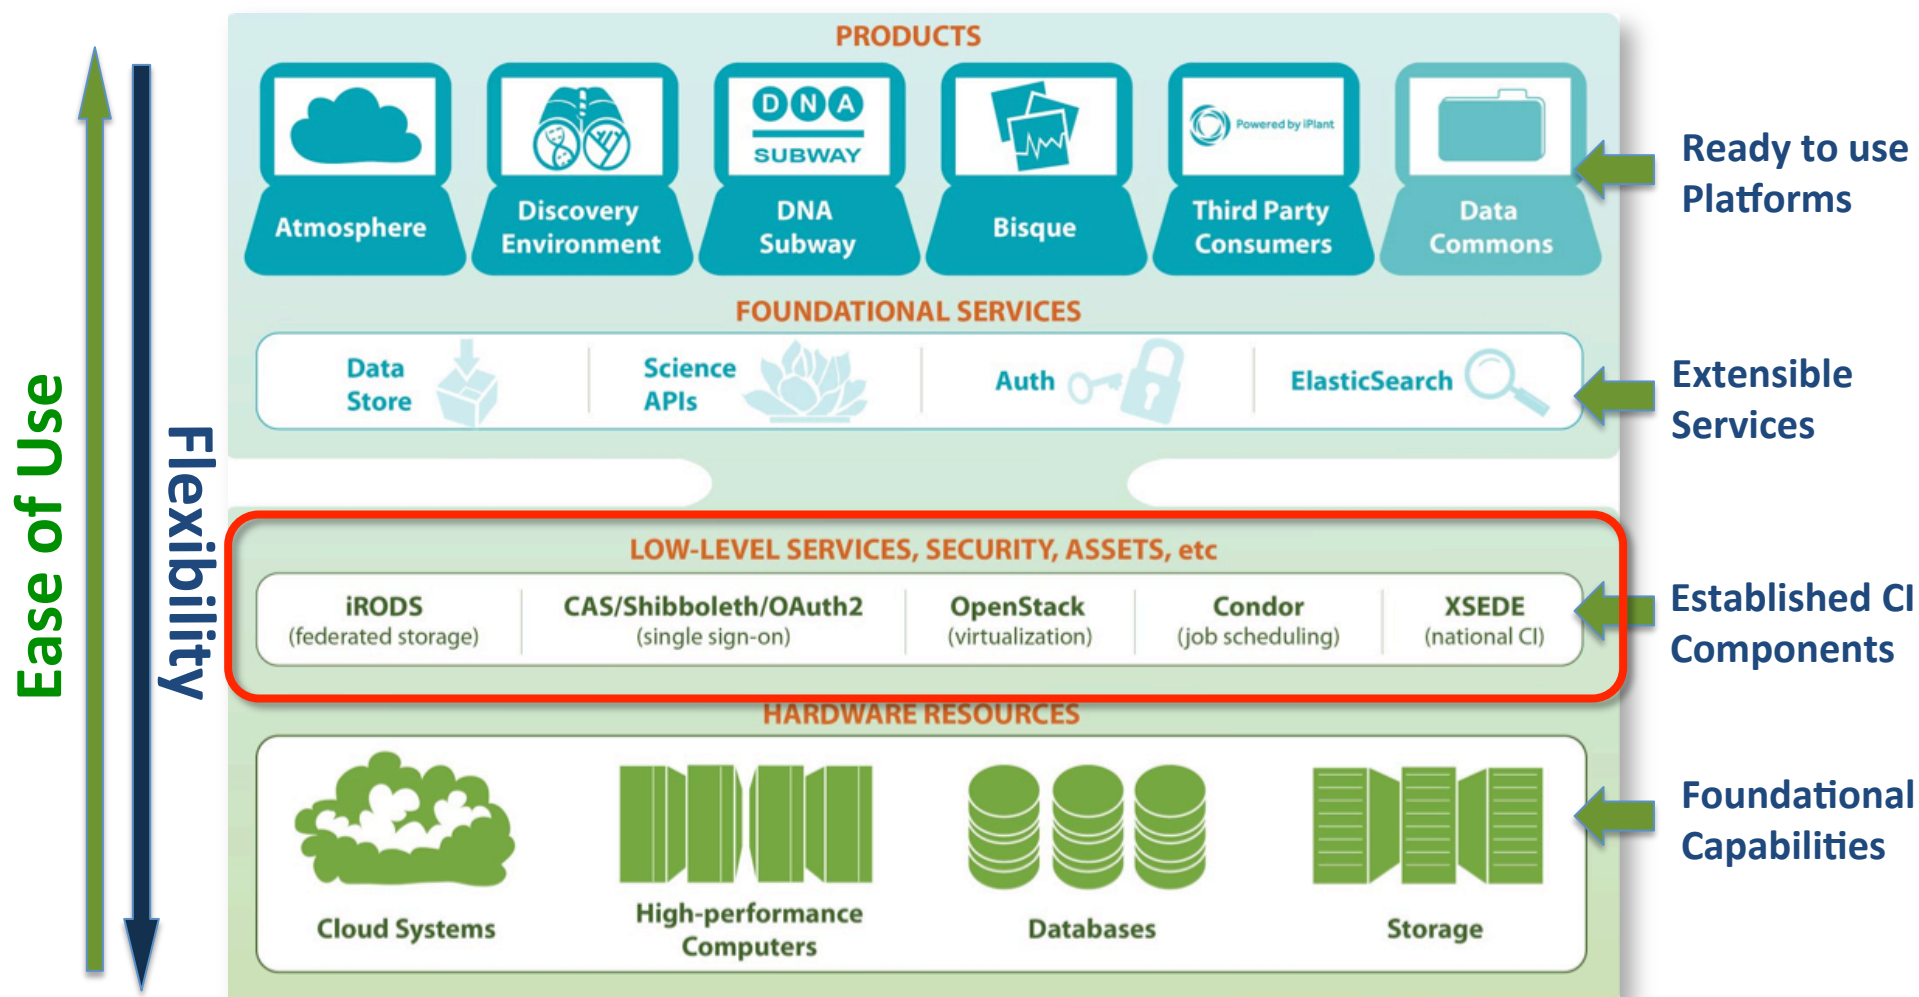 PRODUCTS
DNA
SUBWAY
Powered by iPlant
Atmosphere
Discovery
Environment
DNA
Subway
Bisque
Third Party
Consumers
Data
Commons
Ready to use
Platforms
FOUNDATIONAL SERVICES
Data
Store
Science
APIs
Auth
ElasticSearch
Extensible
Services
Ease of Use
Flexibility
LOW-LEVEL SERVICES, SECURITY, ASSETS, etc
iRODS
(federated storage)
CAS/Shibboleth/OAuth2
(single sign-on)
OpenStack
(virtualization)
Condor
(job scheduling)
XSEDE
(national CI)
Established CI
Components
HARDWARE RESOURCES
Cloud Systems
High-performance
Computers
Databases
Storage
Foundational
Capabilities